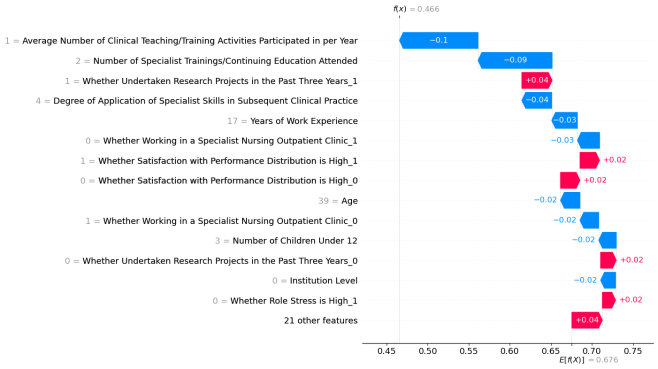 f(x) = 0.466
1 = Average Number of Clinical Teaching/Training Activities Participated in per Year −0.1
2 = Number of Specialist Trainings/Continuing Education Attended −0.09
1 = Whether Undertaken Research Projects in the Past Three Years_1 +0.04
4 = Degree of Application of Specialist Skills in Subsequent Clinical Practice −0.04
17 = Years of Work Experience −0.03
0 = Whether Working in a Specialist Nursing Outpatient Clinic_1 −0.03
1 = Whether Satisfaction with Performance Distribution is High_1 +0.02
0 = Whether Satisfaction with Performance Distribution is High_0 +0.02
39 = Age −0.02
1 = Whether Working in a Specialist Nursing Outpatient Clinic_0 −0.02
3 = Number of Children Under 12 −0.02
0 = Whether Undertaken Research Projects in the Past Three Years_0 +0.02
0 = Institution Level −0.02
0 = Whether Role Stress is High_1 +0.02
21 other features +0.04
0.45 0.50 0.55 0.60 0.65 0.70 0.75
E[f(X)] = 0.676